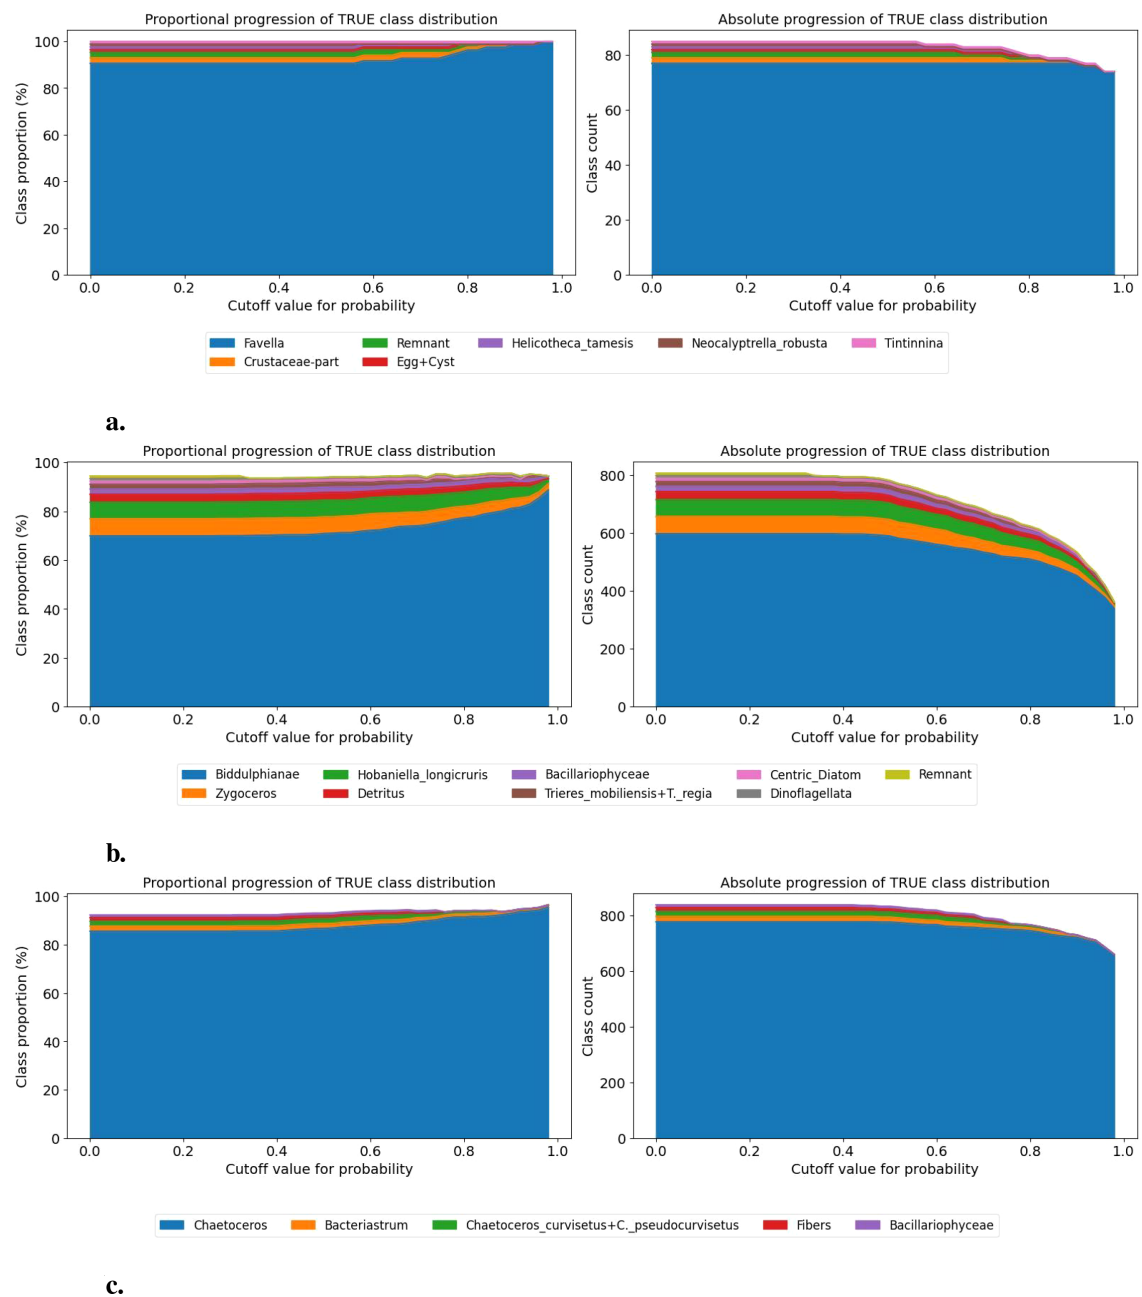 Proportional progression of TRUE class distribution
Absolute progression of TRUE class distribution
Class proportion (%)
100
80
60
40
20
0
0.0 0.2 0.4 0.6 0.8 1.0
Cutoff value for probability
Class count
80
60
40
20
0
0.0 0.2 0.4 0.6 0.8 1.0
Cutoff value for probability
Favella Remnant Helicotheca_tamesis Neocalyptrella_robusta Tintinnina
Crustaceae-part Egg+Cyst
a.
Proportional progression of TRUE class distribution
Absolute progression of TRUE class distribution
Class proportion (%)
100
80
60
40
20
0
0.0 0.2 0.4 0.6 0.8 1.0
Cutoff value for probability
Class count
800
600
400
200
0
0.0 0.2 0.4 0.6 0.8 1.0
Cutoff value for probability
Biddulphianae Hobaniella_longicruris Bacillariophyceae Centric_Diatom Remnant
Zygoceros Detritus Trieres_mobiliensis+T._regia Dinoflagellata
b.
Proportional progression of TRUE class distribution
Absolute progression of TRUE class distribution
Class proportion (%)
100
80
60
40
20
0
0.0 0.2 0.4 0.6 0.8 1.0
Cutoff value for probability
Class count
800
600
400
200
0
0.0 0.2 0.4 0.6 0.8 1.0
Cutoff value for probability
Chaetoceros Bacteriastrum Chaetoceros_curvisetus+C._pseudocurvisetus Fibers Bacillariophyceae
c.